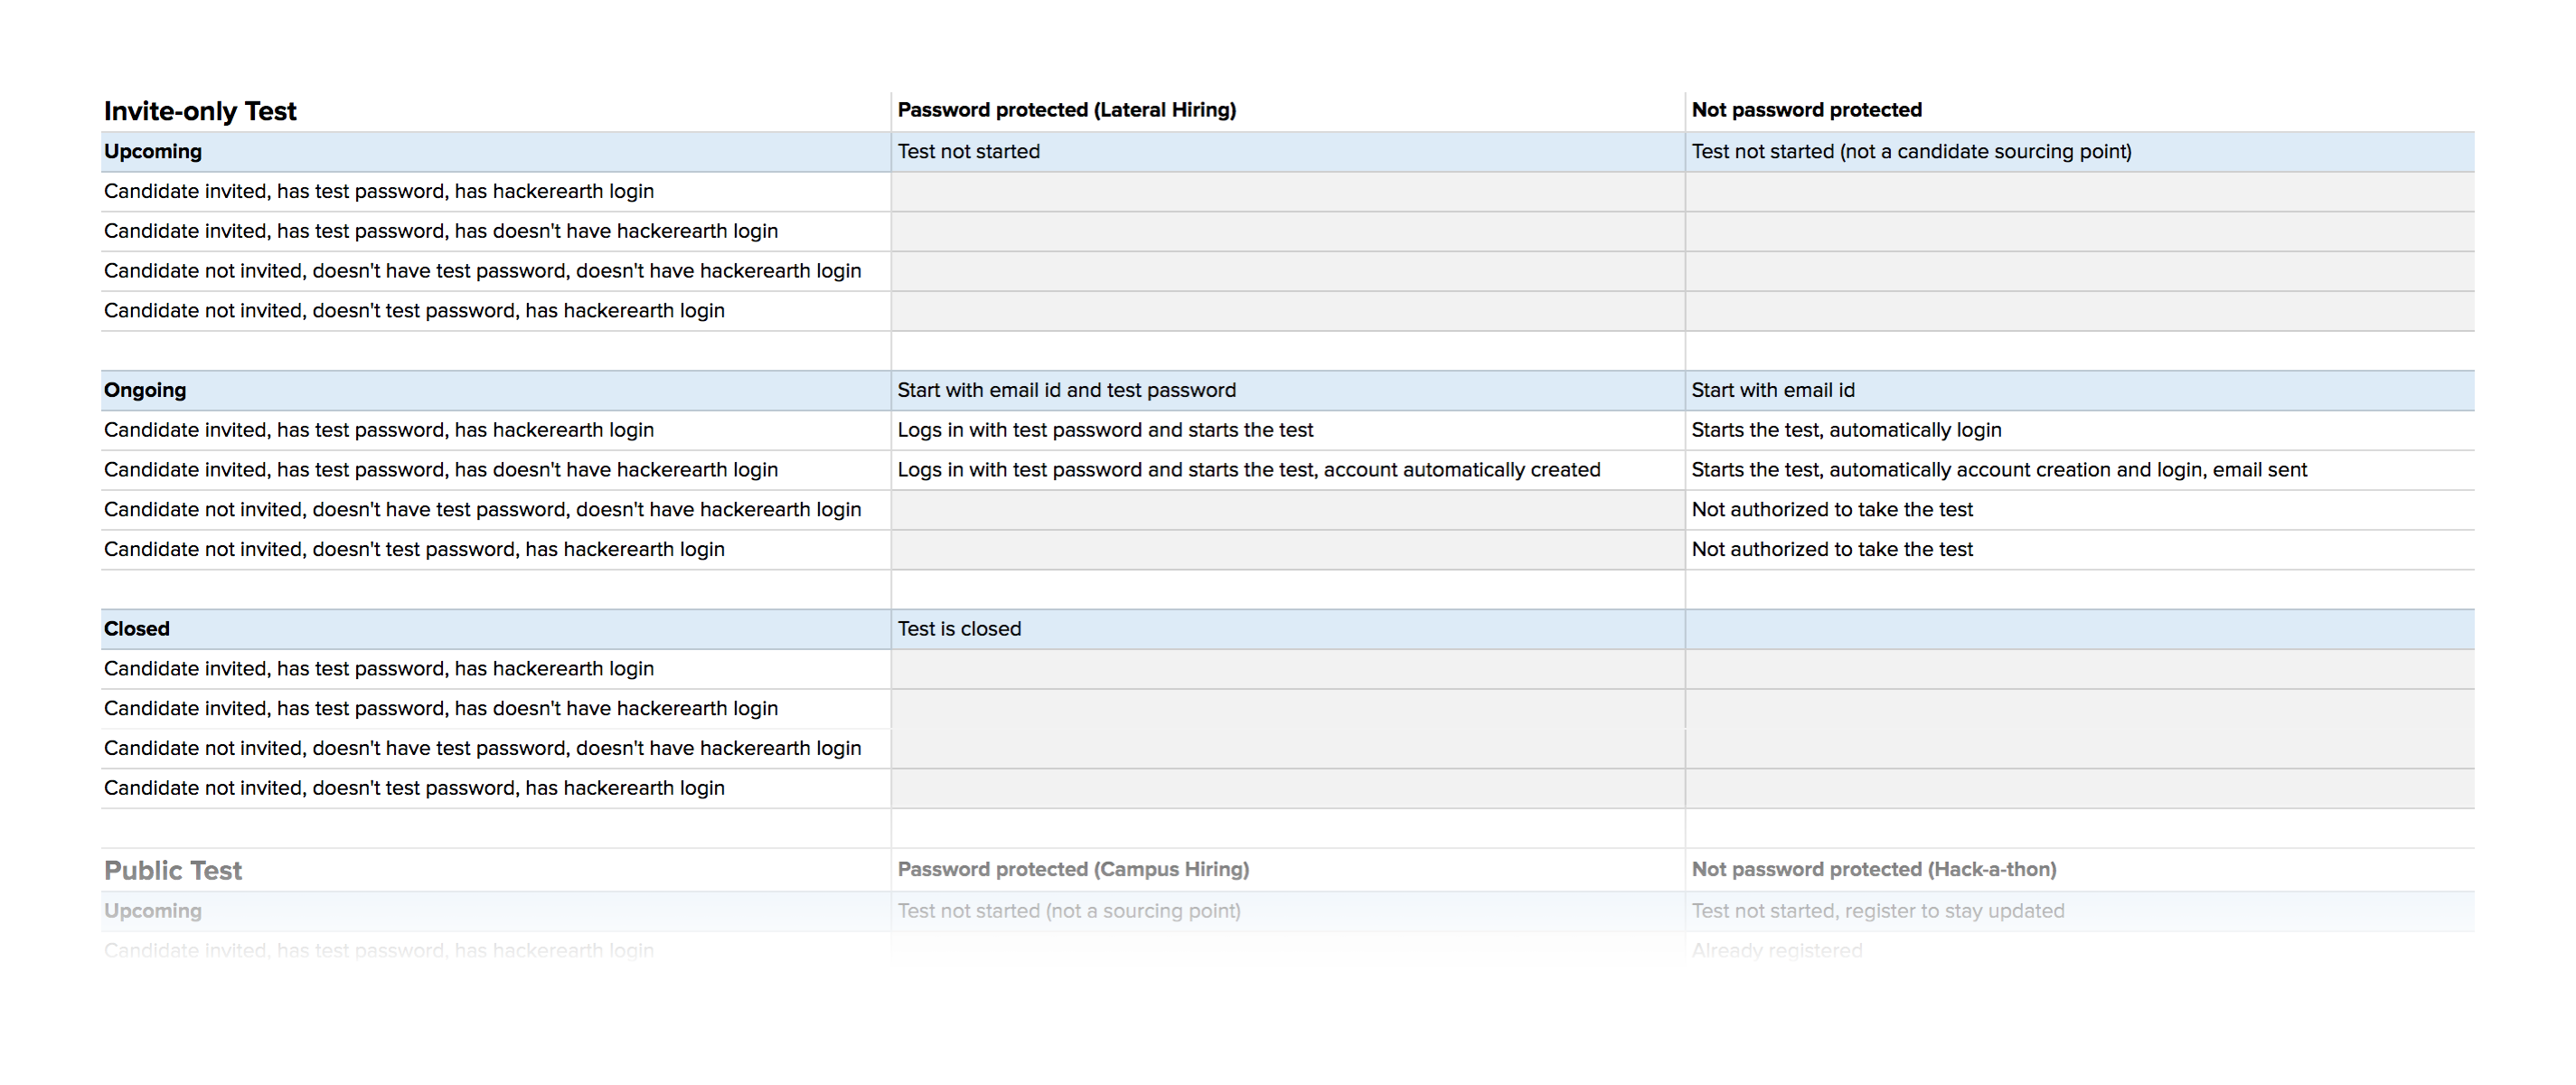 Invite-only Test Password protected (Lateral Hiring) Not password protected
Upcoming Test not started Test not started (not a candidate sourcing point)
Candidate invited, has test password, has hackerearth login
Candidate invited, has test password, has doesn't have hackerearth login
Candidate not invited, doesn't have test password, doesn't have hackerearth login
Candidate not invited, doesn't test password, has hackerearth login
Ongoing Start with email id and test password Start with email id
Candidate invited, has test password, has hackerearth login Logs in with test password and starts the test Starts the test, automatically login
Candidate invited, has test password, has doesn't have hackerearth login Logs in with test password and starts the test, account automatically created Starts the test, automatically account creation and login, email sent
Candidate not invited, doesn't have test password, doesn't have hackerearth login Not authorized to take the test
Candidate not invited, doesn't test password, has hackerearth login Not authorized to take the test
Closed Test is closed
Candidate invited, has test password, has hackerearth login
Candidate invited, has test password, has doesn't have hackerearth login
Candidate not invited, doesn't have test password, doesn't have hackerearth login
Candidate not invited, doesn't test password, has hackerearth login
Public Test Password protected (Campus Hiring) Not password protected (Hack-a-thon)
Upcoming Test not started (not a sourcing point) Test not started, register to stay updated
Candidate invited, has test password, has hackerearth login Already registered